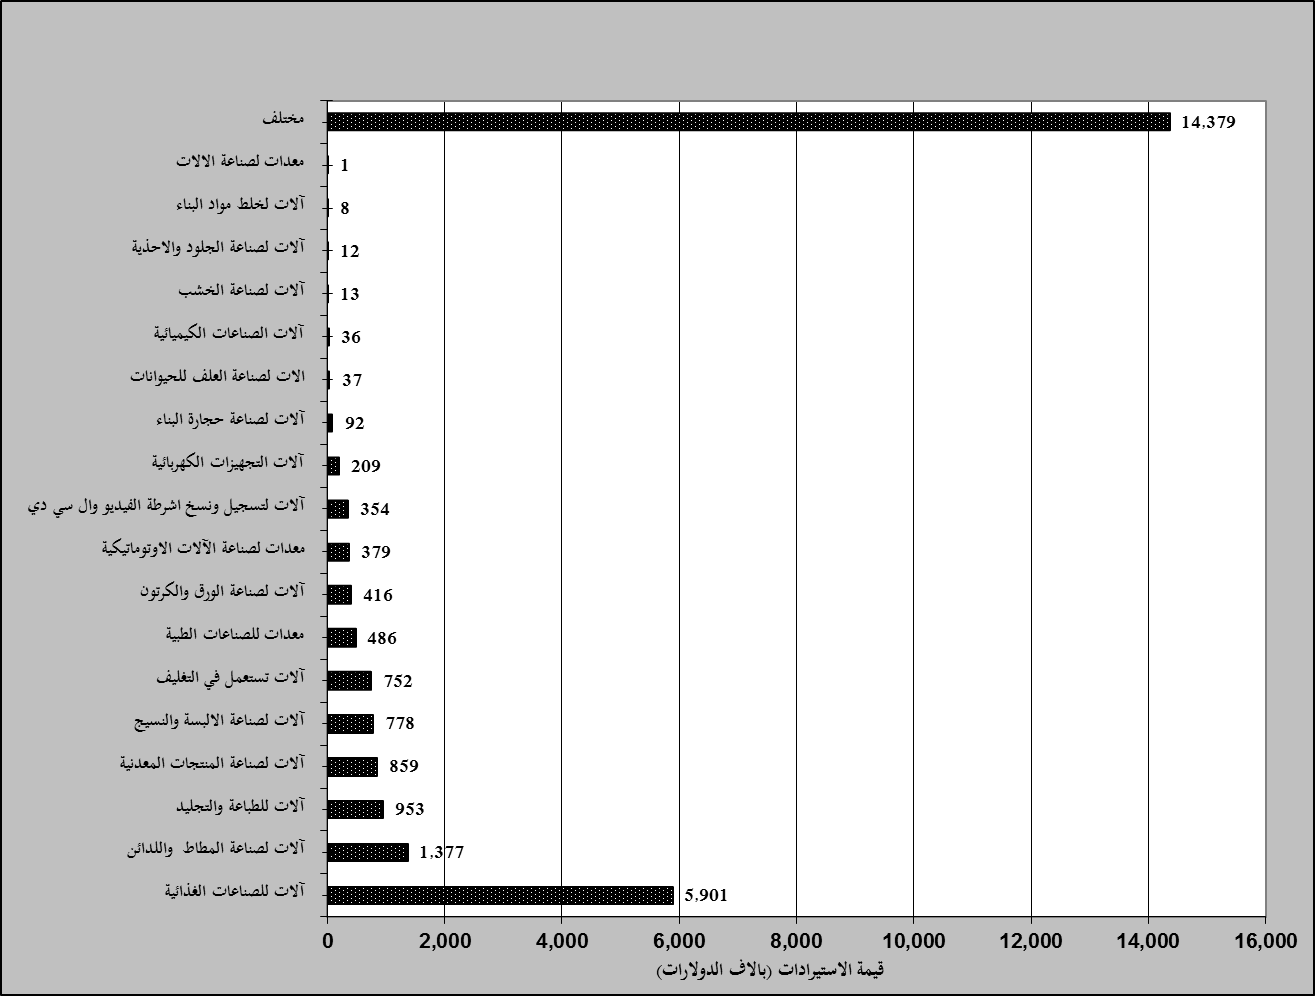 مختلف 14,379
معدات لصناعة الالات 1
آلات لخلط مواد البناء 8
آلات لصناعة الجلود والاحذية 12
آلات لصناعة الخشب 13
آلات الصناعات الكيميائية 36
الات لصناعة العلف للحيوانات 37
آلات لصناعة حجارة البناء 92
آلات التجهيزات الكهربائية 209
آلات لتسجيل ونسخ اشرطة الفيديو وال سي دي 354
معدات لصناعة الآلات الاوتوماتيكية 379
آلات لصناعة الورق والكرتون 416
معدات للصناعات الطبية 486
آلات تستعمل في التغليف 752
آلات لصناعة الالبسة والنسيج 778
آلات لصناعة المنتجات المعدنية 859
آلات للطباعة والتجليد 953
آلات لصناعة المطاط واللدائن 1,377
آلات للصناعات الغذائية 5,901
0 2,000 4,000 6,000 8,000 10,000 12,000 14,000 16,000
قيمة الاستيرادات (بالاف الدولارات)